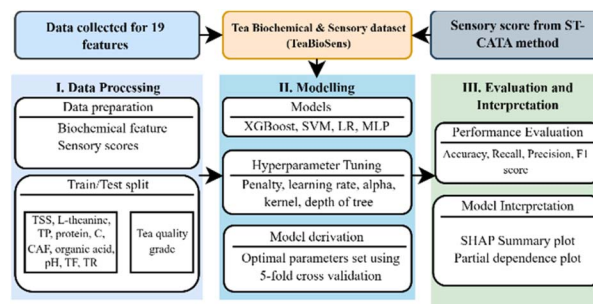 Data collected for 19
features
Tea Biochemical & Sensory dataset
(TeaBioSens)
Sensory score from ST-
CATA method
I. Data Processing
Data preparation
Biochemical feature
Sensory scores
Train/Test split
TSS, L-theanine,
TP, protein, C,
CAF, organic acid,
pH, TF, TR
Tea quality
grade
II. Modelling
Models
XGBoost, SVM, LR, MLP
Hyperparameter Tuning
Penalty, learning rate, alpha,
kernel, depth of tree
Model derivation
Optimal parameters set using
5-fold cross validation
III. Evaluation and
Interpretation
Performance Evaluation
Accuracy, Recall, Precision, F1
score
Model Interpretation
SHAP Summary plot
Partial dependence plot